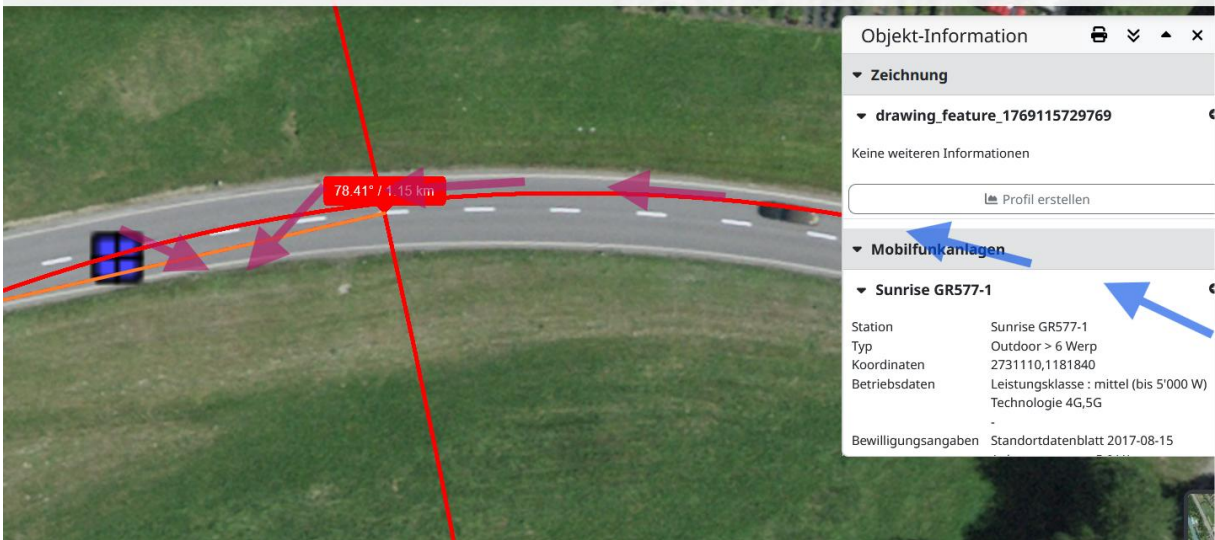 Objekt-Information
Zeichnung
drawing_feature_1769115729769
Keine weiteren Informationen
Profil erstellen
78.41° / 1.15 km
Mobilfunkanlagen
Sunrise GR577-1
Station Sunrise GR577-1
Typ Outdoor > 6 Werp
Koordinaten 2731110,1181840
Betriebsdaten Leistungsklasse : mittel (bis 5'000 W)
Technologie 4G,5G
-
Bewilligungsangaben Standortdatenblatt 2017-08-15